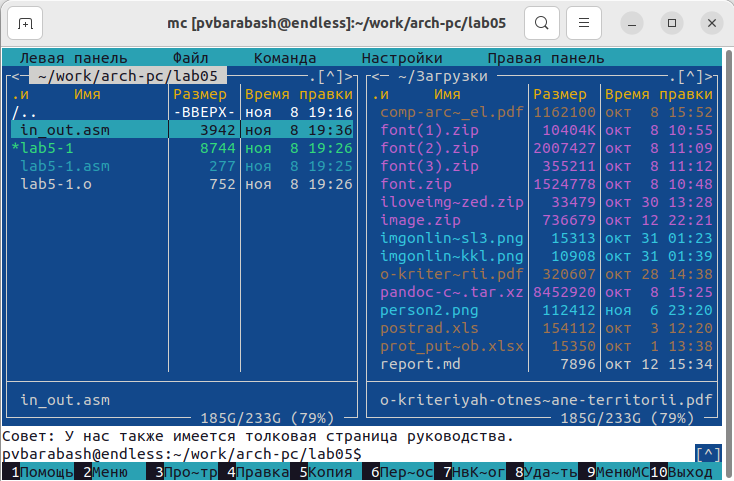 mc [pvbarabash@endless]:~/work/arch-pc/lab05
Левая панель Файл Команда Настройки Правая панель
<— ~/work/arch-pc/lab05 .[^]> <— ~/Загрузки .[^]>
.и Имя Размер Время правки .и Имя Размер Время правки
/.. -ВВЕРХ- ноя 8 19:16 comp-arc~_el.pdf 1162100 окт 8 15:52
in_out.asm 3942 ноя 8 19:36 font(1).zip 10404K окт 8 10:55
*lab5-1 8744 ноя 8 19:26 font(2).zip 2007427 окт 8 11:09
lab5-1.asm 277 ноя 8 19:25 font(3).zip 355211 окт 8 11:12
lab5-1.o 752 ноя 8 19:26 font.zip 1524778 окт 8 10:48
iloveimg~zed.zip 33479 окт 30 13:28
image.zip 736679 окт 12 22:21
imgonlin~sl3.png 15313 окт 31 01:23
imgonlin~kkl.png 10908 окт 31 01:39
o-kriter~rii.pdf 320607 окт 28 14:38
pandoc-c~.tar.xz 8452920 окт 8 15:25
person2.png 112412 ноя 6 23:20
postrad.xls 154112 окт 3 12:20
prot_put~ob.xlsx 15350 окт 1 13:38
report.md 7896 окт 12 15:34
in_out.asm o-kriteriyah-otnes~ane-territorii.pdf
185G/233G (79%) 185G/233G (79%)
Совет: У нас также имеется толковая страница руководства.
pvbarabash@endless:~/work/arch-pc/lab05$ [^]
1Помощь 2Меню 3Про~тр 4Правка 5Копия 6Пер~ос 7НвК~ог 8Уда~ть 9МенюМС 10Выход